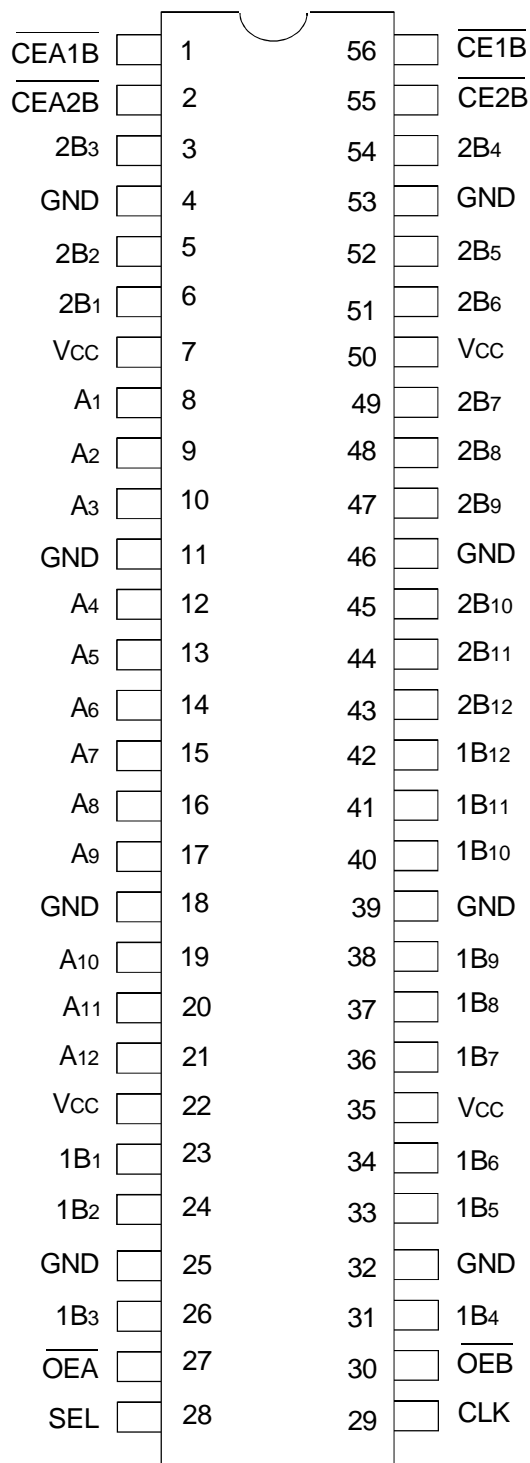 CEA1B 1 56 CE1B
CEA2B 2 55 CE2B
2B3 3 54 2B4
GND 4 53 GND
2B2 5 52 2B5
2B1 6 51 2B6
VCC 7 50 VCC
A1 8 49 2B7
A2 9 48 2B8
A3 10 47 2B9
GND 11 46 GND
A4 12 45 2B10
A5 13 44 2B11
A6 14 43 2B12
A7 15 42 1B12
A8 16 41 1B11
A9 17 40 1B10
GND 18 39 GND
A10 19 38 1B9
A11 20 37 1B8
A12 21 36 1B7
VCC 22 35 VCC
1B1 23 34 1B6
1B2 24 33 1B5
GND 25 32 GND
1B3 26 31 1B4
OEA 27 30 OEB
SEL 28 29 CLK